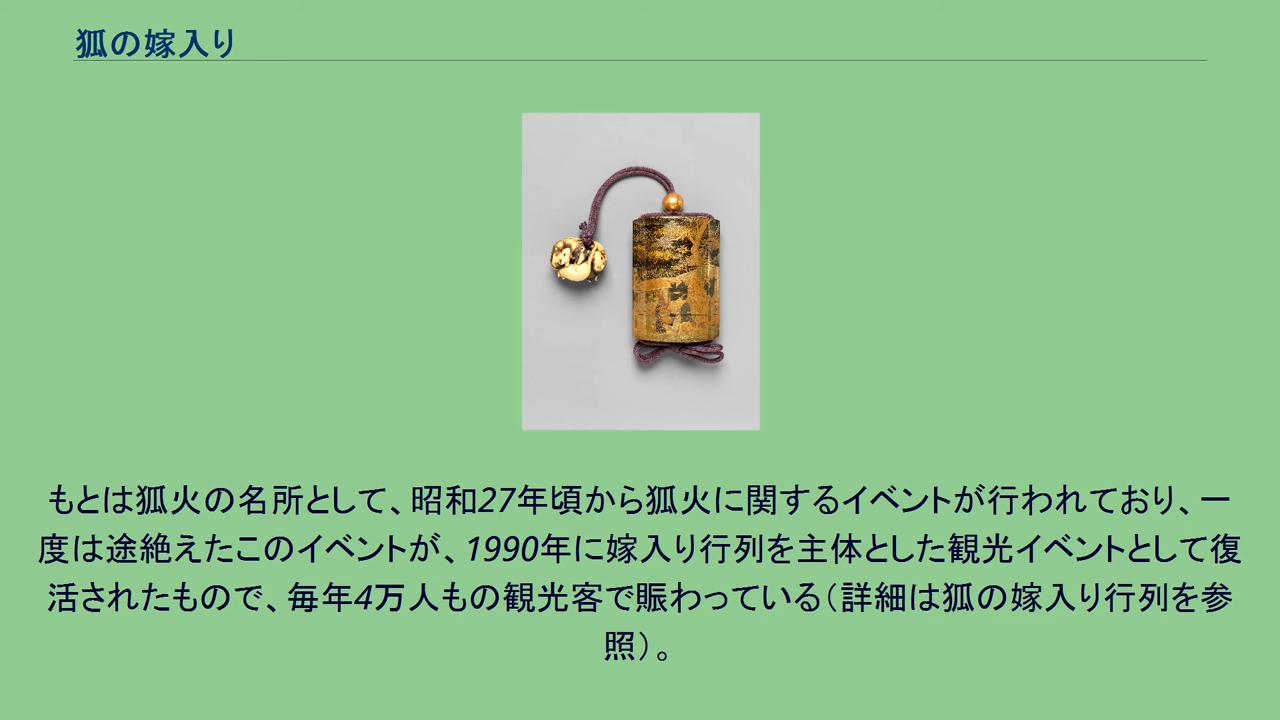 狐の嫁入り
もとは狐火の名所として、昭和27年頃から狐火に関するイベントが行われており、一
度は途絶えたこのイベントが、1990年に嫁入り行列を主体とした観光イベントとして復
活されたもので、毎年4万人もの観光客で賑わっている（詳細は狐の嫁入り行列を参
照）。